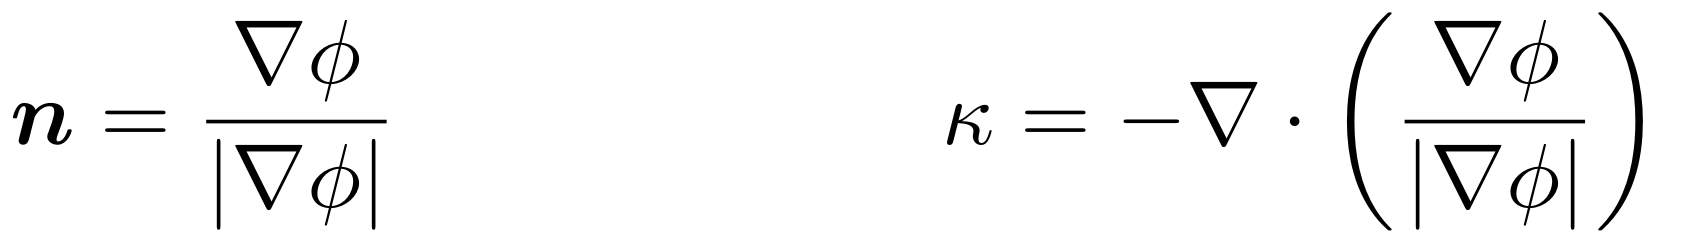 n = ∇ϕ / |∇ϕ|    κ = −∇ · ( ∇ϕ / |∇ϕ| )